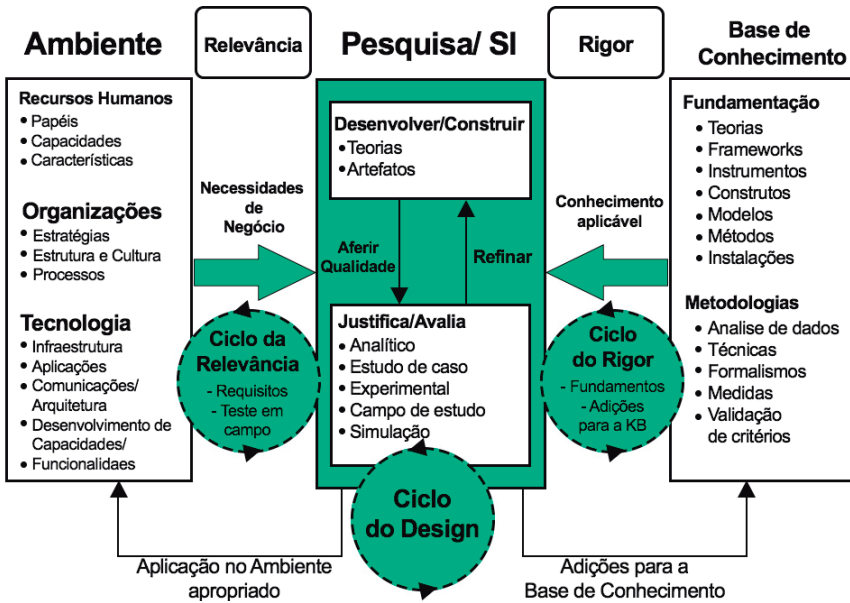 Ambiente
Relevância
Pesquisa/ SI
Rigor
Base de
Conhecimento
Recursos Humanos
• Papéis
• Capacidades
• Características
Organizações
• Estratégias
• Estrutura e Cultura
• Processos
Tecnologia
• Infraestrutura
• Aplicações
• Comunicações/
Arquitetura
• Desenvolvimento de
Capacidades/
• Funcionalidaes
Necessidades
de
Negócio
Ciclo da
Relevância
- Requisitos
- Teste em
campo
Desenvolver/Construir
• Teorias
• Artefatos
Aferir
Qualidade
Refinar
Justifica/Avalia
• Analítico
• Estudo de caso
• Experimental
• Campo de estudo
• Simulação
Ciclo
do Design
Conhecimento
aplicável
Ciclo
do Rigor
- Fundamentos
- Adições
para a KB
Fundamentação
• Teorias
• Frameworks
• Instrumentos
• Construtos
• Modelos
• Métodos
• Instalações
Metodologias
• Analise de dados
• Técnicas
• Formalismos
• Medidas
• Validação
de critérios
Aplicação no Ambiente
apropriado
Adições para a
Base de Conhecimento